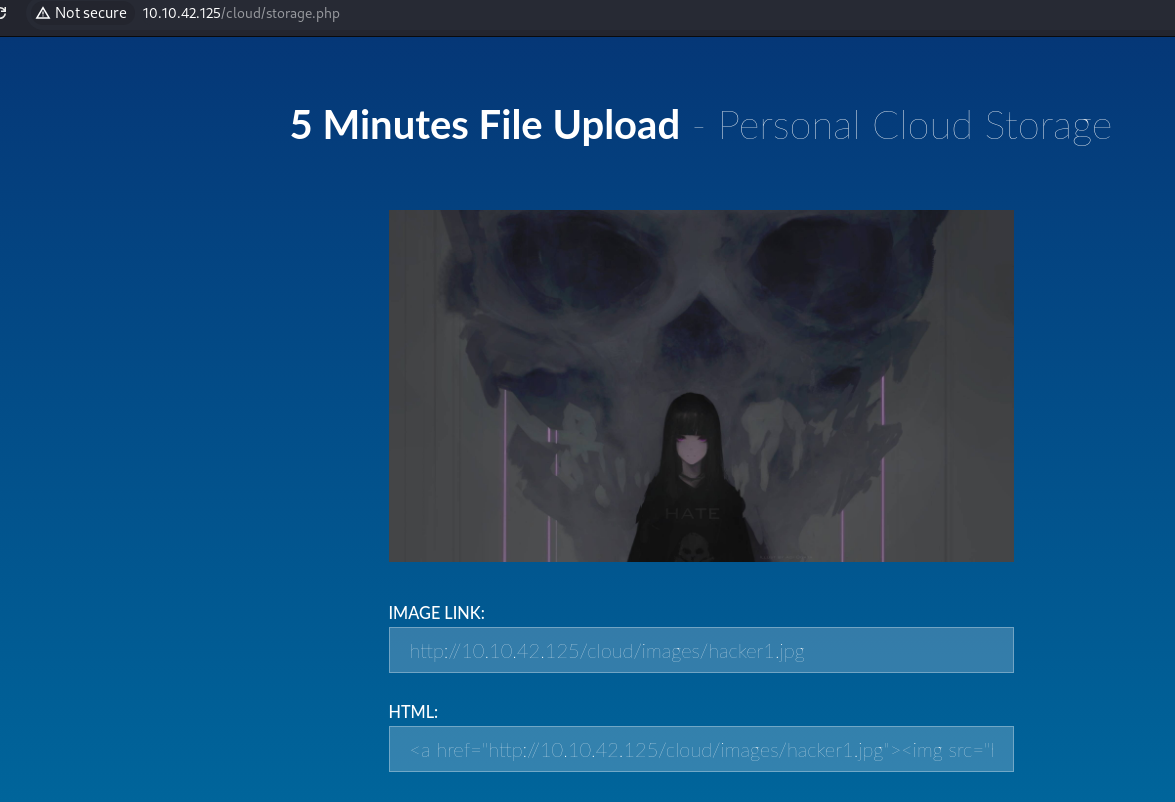 Not secure 10.10.42.125/cloud/storage.php
5 Minutes File Upload - Personal Cloud Storage
HATE
IMAGE LINK:
http://10.10.42.125/cloud/images/hacker1.jpg
HTML:
<a href="http://10.10.42.125/cloud/images/hacker1.jpg"><img src="